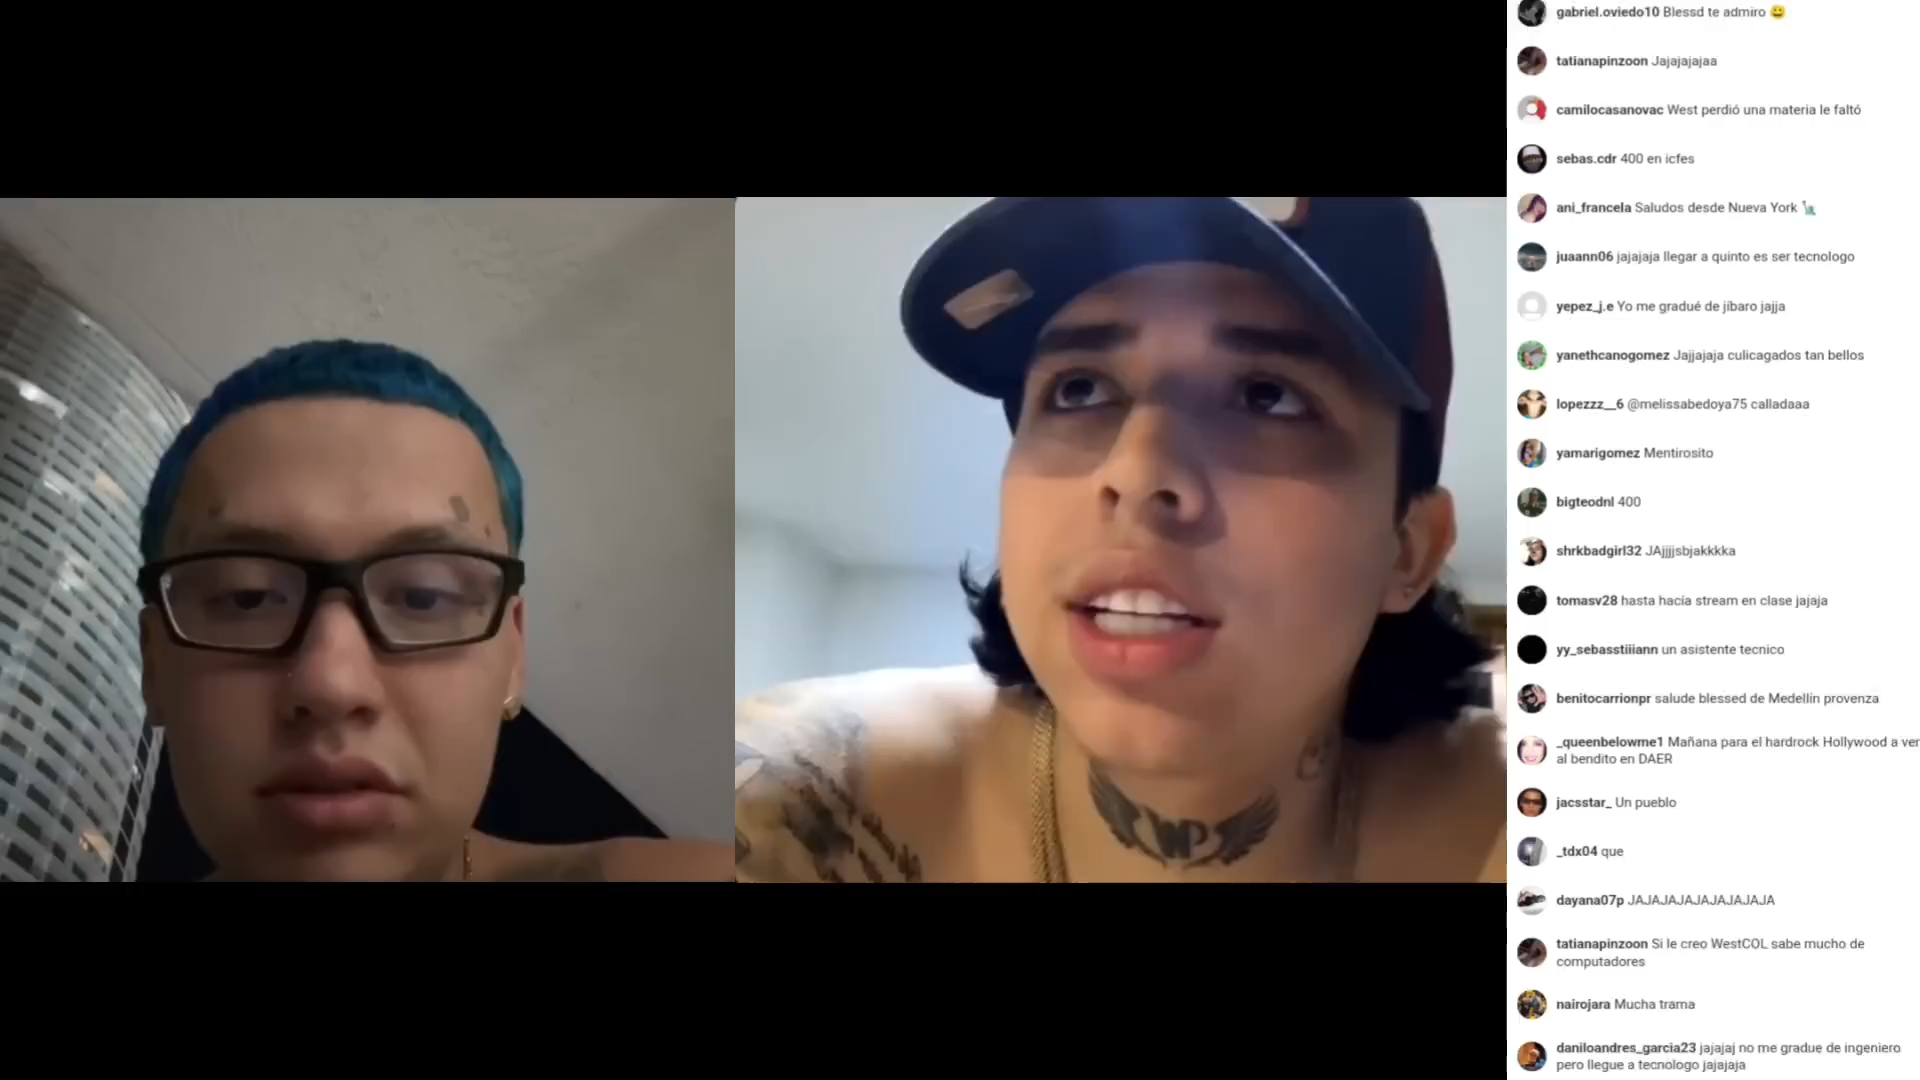 WP
gabriel.oviedo10 Blessd te admiro 😀
tatianapinzoon Jajajajajaa
camilocasanovac West perdió una materia le faltó
sebas.cdr 400 en icfes
ani_francela Saludos desde Nueva York 🗽
juaann06 jajajaja llegar a quinto es ser tecnologo
yepez_j.e Yo me gradué de jíbaro jajja
yanethcanogomez Jajjajaja culicagados tan bellos
lopezzz__6 @melissabedoya75 calladaaa
yamarigomez Mentirosito
bigteodnl 400
shrkbadgirl32 JAjjjjsbjakkkka
tomasv28 hasta hacía stream en clase jajaja
yy_sebasstiiiann un asistente tecnico
benitocarrionpr salude blessed de Medellín provenza
_queenbelowme1 Mañana para el hardrock Hollywood a ver
al bendito en DAER
jacsstar_ Un pueblo
_tdx04 que
dayana07p JAJAJAJAJAJAJAJAJA
tatianapinzoon Si le creo WestCOL sabe mucho de
computadores
nairojara Mucha trama
daniloandres_garcia23 jajajaj no me gradue de ingeniero
pero llegue a tecnologo jajajaja